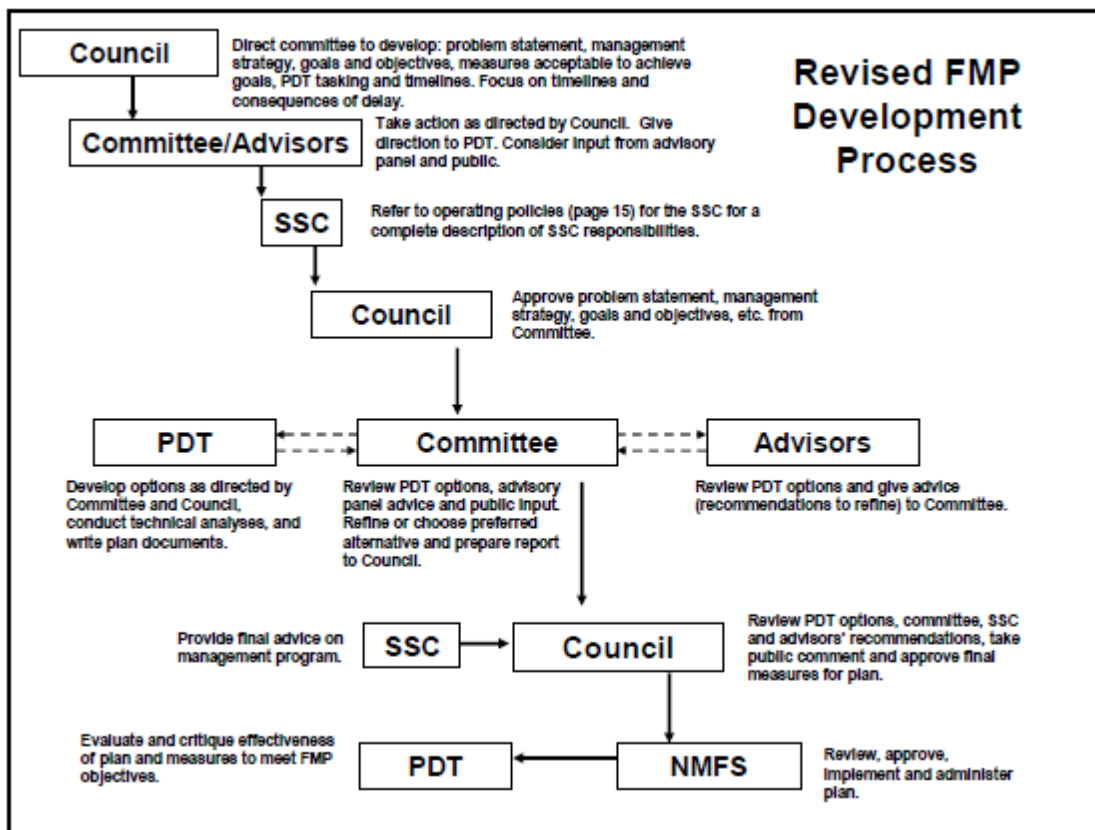 Council
Direct committee to develop: problem statement, management
strategy, goals and objectives, measures acceptable to achieve
goals, PDT tasking and timelines. Focus on timelines and
consequences of delay.
Revised FMP
Development
Process
Committee/Advisors
Take action as directed by Council. Give
direction to PDT. Consider input from advisory
panel and public.
SSC
Refer to operating policies (page 15) for the SSC for a
complete description of SSC responsibilities.
Council
Approve problem statement, management
strategy, goals and objectives, etc. from
Committee.
PDT
Committee
Advisors
Develop options as directed by
Committee and Council,
conduct technical analyses, and
write plan documents.
Review PDT options, advisory
panel advice and public input.
Refine or choose preferred
alternative and prepare report
to Council.
Review PDT options and give advice
(recommendations to refine) to Committee.
Provide final advice on
management program.
SSC
Council
Review PDT options, committee, SSC
and advisors' recommendations, take
public comment and approve final
measures for plan.
Evaluate and critique effectiveness
of plan and measures to meet FMP
objectives.
PDT
NMFS
Review, approve,
implement and administer
plan.